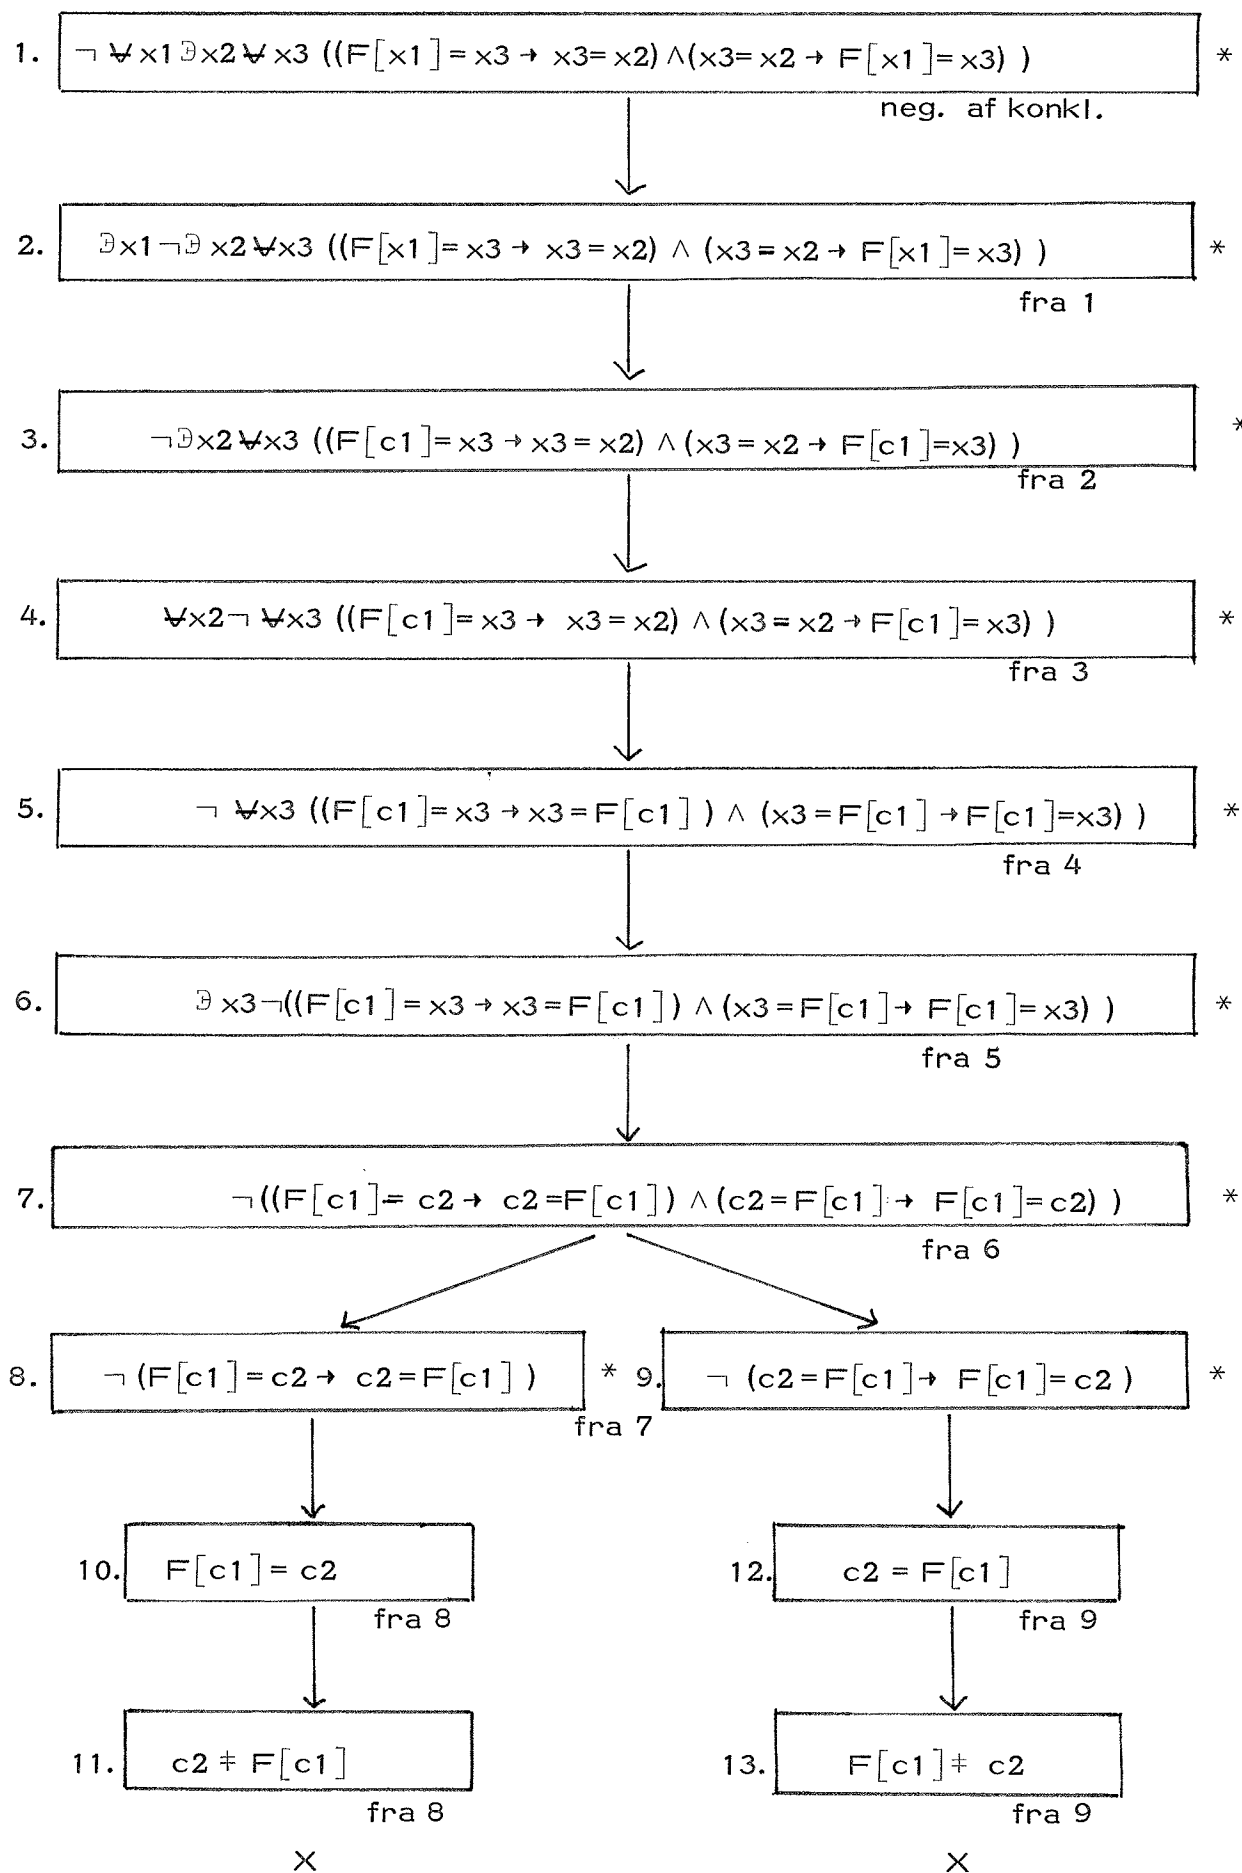 1. ¬ ∀x1∃x2∀x3 ((F[x1]=x3 → x3=x2) ∧ (x3=x2 → F[x1]=x3) ) *
neg. af konkl.
2. ∃x1¬∃x2∀x3 ((F[x1]=x3 → x3=x2) ∧ (x3=x2 → F[x1]=x3) ) *
fra 1
3. ¬∃x2∀x3 ((F[c1]=x3 → x3=x2) ∧ (x3=x2 → F[c1]=x3) ) *
fra 2
4. ∀x2¬ ∀x3 ((F[c1]=x3 → x3=x2) ∧ (x3=x2 → F[c1]=x3) ) *
fra 3
5. ¬ ∀x3 ((F[c1]=x3 → x3=F[c1] ) ∧ (x3=F[c1] → F[c1]=x3) ) *
fra 4
6. ∃x3¬((F[c1]=x3 → x3=F[c1]) ∧ (x3=F[c1] → F[c1]=x3) ) *
fra 5
7. ¬((F[c1]= c2 → c2=F[c1]) ∧ (c2=F[c1] → F[c1]=c2) ) *
fra 6
8. ¬ (F[c1]=c2 → c2=F[c1] ) * 9. ¬ (c2=F[c1] → F[c1]=c2 ) *
fra 7
10. F[c1]= c2 12. c2 = F[c1]
fra 8 fra 9
11. c2 ≠ F[c1] 13. F[c1] ≠ c2
fra 8 fra 9
× ×